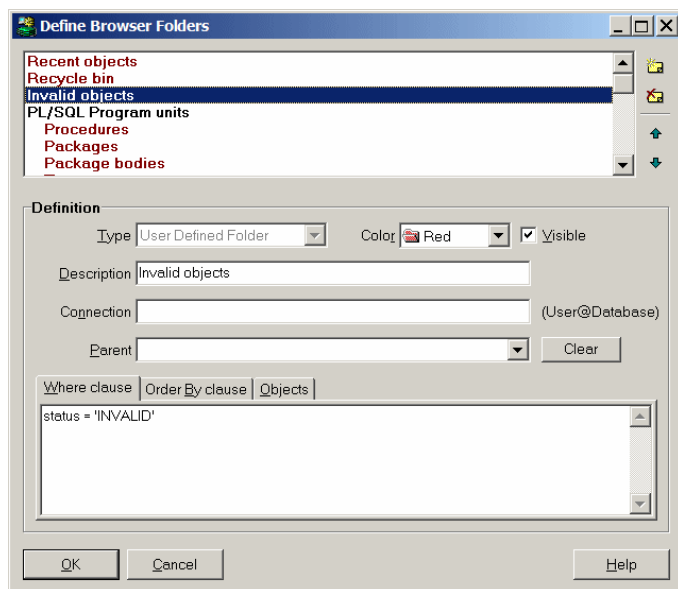 Define Browser Folders
Recent objects
Recycle bin
Invalid objects
PL/SQL Program units
Procedures
Packages
Package bodies
Definition
Type User Defined Folder Color Red Visible
Description Invalid objects
Connection (User@Database)
Parent Clear
Where clause Order By clause Objects
status = 'INVALID'
OK Cancel Help